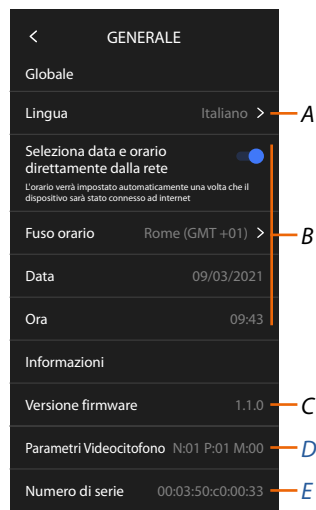 < GENERALE
Globale
Lingua Italiano > A
Seleziona data e orario
direttamente dalla rete
L'orario verrà impostato automaticamente una volta che il
dispositivo sarà stato connesso ad internet
B
Fuso orario Rome (GMT +01) >
Data 09/03/2021
Ora 09:43
Informazioni
Versione firmware 1.1.0 C
Parametri Videocitofono N:01 P:01 M:00 D
Numero di serie 00:03:50:c0:00:33 E